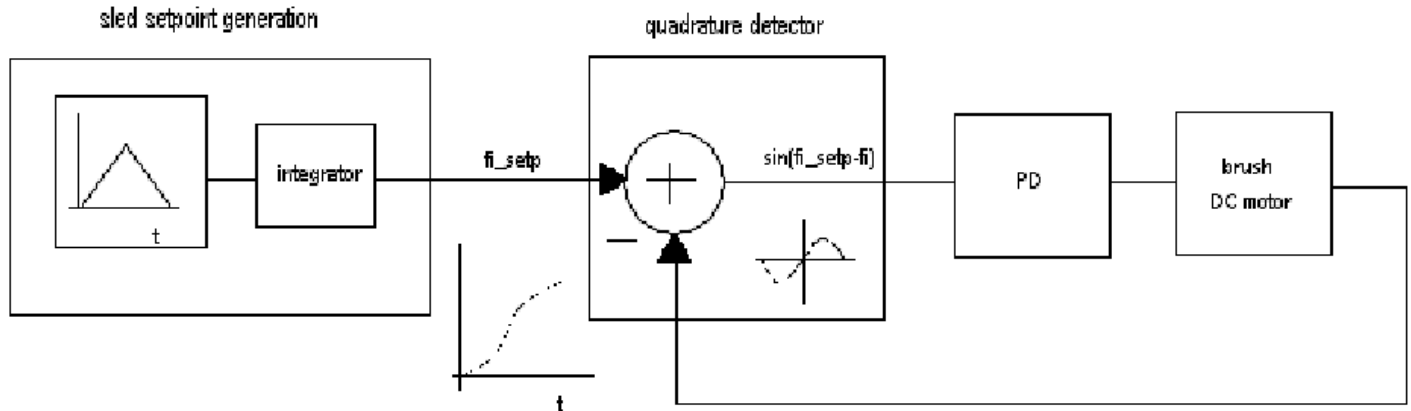 sled setpoint generation
quadrature detector
integrator
t
fi_setp
sin(fi_setp-fi)
PD
brush
DC motor
t